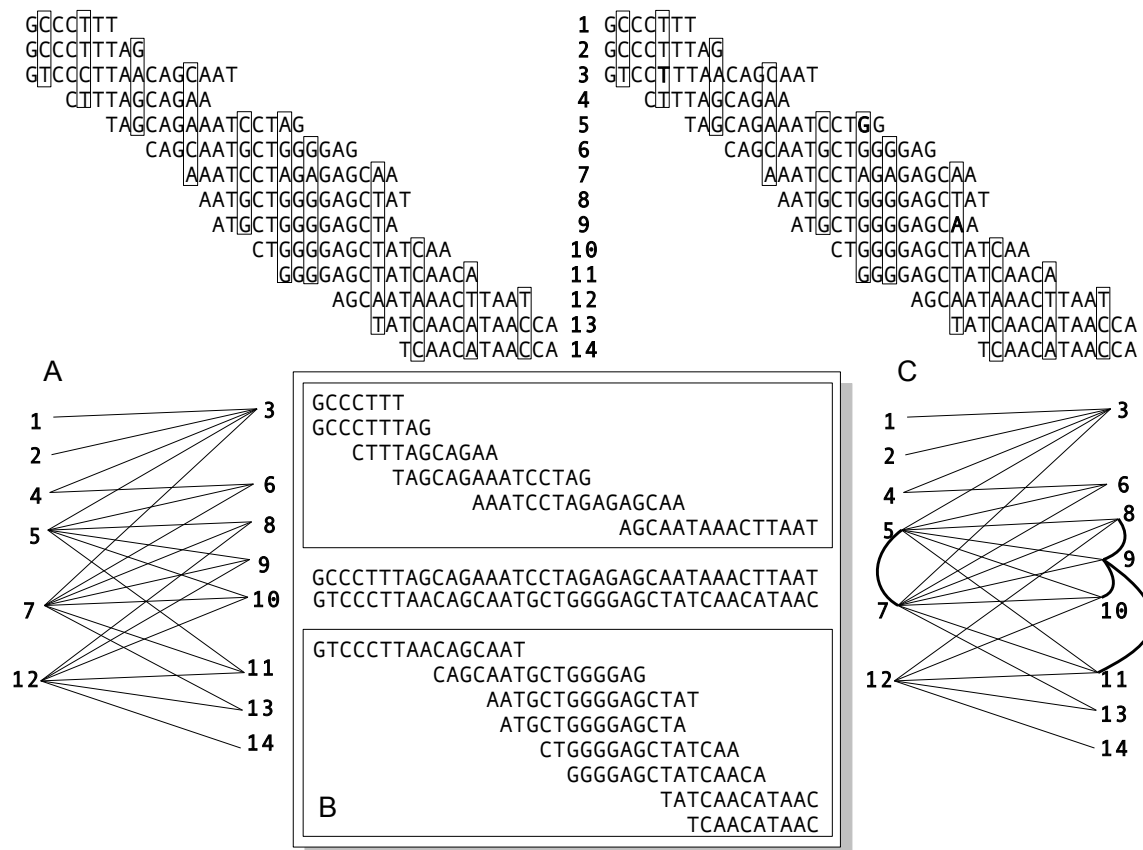 GCCCTTT 1 GCCCTTT
GCCCTTTAG 2 GCCCTTTAG
GTCCCTTAACAGCAAT 3 GTCCTTTAACAGCAAT
CTTTAGCAGAA 4 CTTTAGCAGAA
TAGCAGAAATCCTAG 5 TAGCAGAAATCCTGG
CAGCAATGCTGGGGAG 6 CAGCAATGCTGGGGAG
AAATCCTAGAGAGCAA 7 AAATCCTAGAGAGCAA
AATGCTGGGGAGCTAT 8 AATGCTGGGGAGCTAT
ATGCTGGGGAGCTA 9 ATGCTGGGGAGCAA
CTGGGGAGCTATCAA 10 CTGGGGAGCTATCAA
GGGGAGCTATCAACA 11 GGGGAGCTATCAACA
AGCAATAAACTTAAT 12 AGCAATAAACTTAAT
TATCAACATAACCA 13 TATCAACATAACCA
TCAACATAACCA 14 TCAACATAACCA
A
1
2
4
5
7
12
3
6
8
9
10
11
13
14
GCCCTTT
GCCCTTTAG
CTTTAGCAGAA
TAGCAGAAATCCTAG
AAATCCTAGAGAGCAA
AGCAATAAACTTAAT
GCCCTTTAGCAGAAATCCTAGAGAGCAATAAACTTAAT
GTCCCTTAACAGCAATGCTGGGGAGCTATCAACATAAC
GTCCCTTAACAGCAAT
CAGCAATGCTGGGGAG
AATGCTGGGGAGCTAT
ATGCTGGGGAGCTA
CTGGGGAGCTATCAA
GGGGAGCTATCAACA
TATCAACATAAC
TCAACATAAC
B
C
1
2
4
5
7
12
3
6
8
9
10
11
13
14